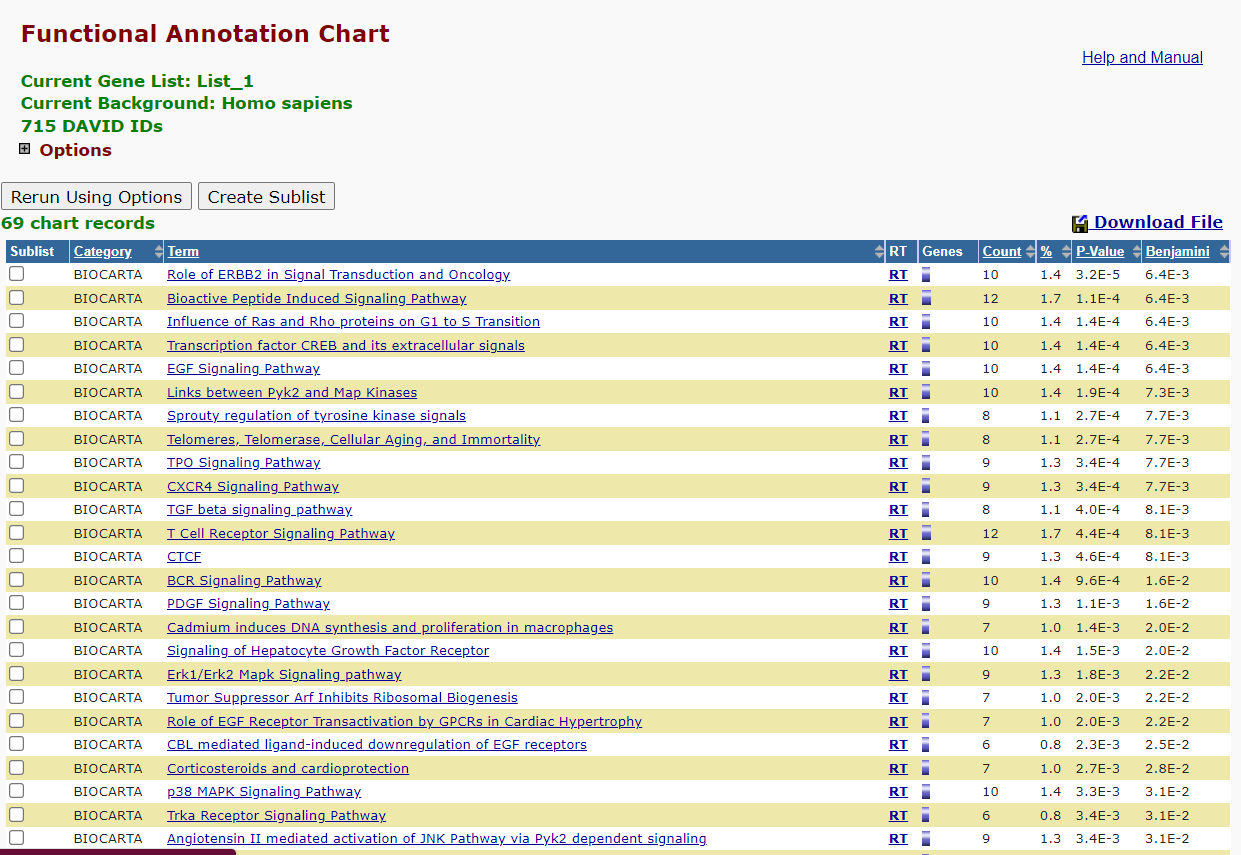 Functional Annotation Chart
Help and Manual
Current Gene List: List_1
Current Background: Homo sapiens
715 DAVID IDs
Options
Rerun Using Options Create Sublist
69 chart records Download File
Sublist Category Term RT Genes Count % P-Value Benjamini
BIOCARTA Role of ERBB2 in Signal Transduction and Oncology RT 10 1.4 3.2E-5 6.4E-3
BIOCARTA Bioactive Peptide Induced Signaling Pathway RT 12 1.7 1.1E-4 6.4E-3
BIOCARTA Influence of Ras and Rho proteins on G1 to S Transition RT 10 1.4 1.4E-4 6.4E-3
BIOCARTA Transcription factor CREB and its extracellular signals RT 10 1.4 1.4E-4 6.4E-3
BIOCARTA EGF Signaling Pathway RT 10 1.4 1.4E-4 6.4E-3
BIOCARTA Links between Pyk2 and Map Kinases RT 10 1.4 1.9E-4 7.3E-3
BIOCARTA Sprouty regulation of tyrosine kinase signals RT 8 1.1 2.7E-4 7.7E-3
BIOCARTA Telomeres, Telomerase, Cellular Aging, and Immortality RT 8 1.1 2.7E-4 7.7E-3
BIOCARTA TPO Signaling Pathway RT 9 1.3 3.4E-4 7.7E-3
BIOCARTA CXCR4 Signaling Pathway RT 9 1.3 3.4E-4 7.7E-3
BIOCARTA TGF beta signaling pathway RT 8 1.1 4.0E-4 8.1E-3
BIOCARTA T Cell Receptor Signaling Pathway RT 12 1.7 4.4E-4 8.1E-3
BIOCARTA CTCF RT 9 1.3 4.6E-4 8.1E-3
BIOCARTA BCR Signaling Pathway RT 10 1.4 9.6E-4 1.6E-2
BIOCARTA PDGF Signaling Pathway RT 9 1.3 1.1E-3 1.6E-2
BIOCARTA Cadmium induces DNA synthesis and proliferation in macrophages RT 7 1.0 1.4E-3 2.0E-2
BIOCARTA Signaling of Hepatocyte Growth Factor Receptor RT 10 1.4 1.5E-3 2.0E-2
BIOCARTA Erk1/Erk2 Mapk Signaling pathway RT 9 1.3 1.8E-3 2.2E-2
BIOCARTA Tumor Suppressor Arf Inhibits Ribosomal Biogenesis RT 7 1.0 2.0E-3 2.2E-2
BIOCARTA Role of EGF Receptor Transactivation by GPCRs in Cardiac Hypertrophy RT 7 1.0 2.0E-3 2.2E-2
BIOCARTA CBL mediated ligand-induced downregulation of EGF receptors RT 6 0.8 2.3E-3 2.5E-2
BIOCARTA Corticosteroids and cardioprotection RT 7 1.0 2.7E-3 2.8E-2
BIOCARTA p38 MAPK Signaling Pathway RT 10 1.4 3.3E-3 3.1E-2
BIOCARTA Trka Receptor Signaling Pathway RT 6 0.8 3.4E-3 3.1E-2
BIOCARTA Angiotensin II mediated activation of JNK Pathway via Pyk2 dependent signaling RT 9 1.3 3.4E-3 3.1E-2